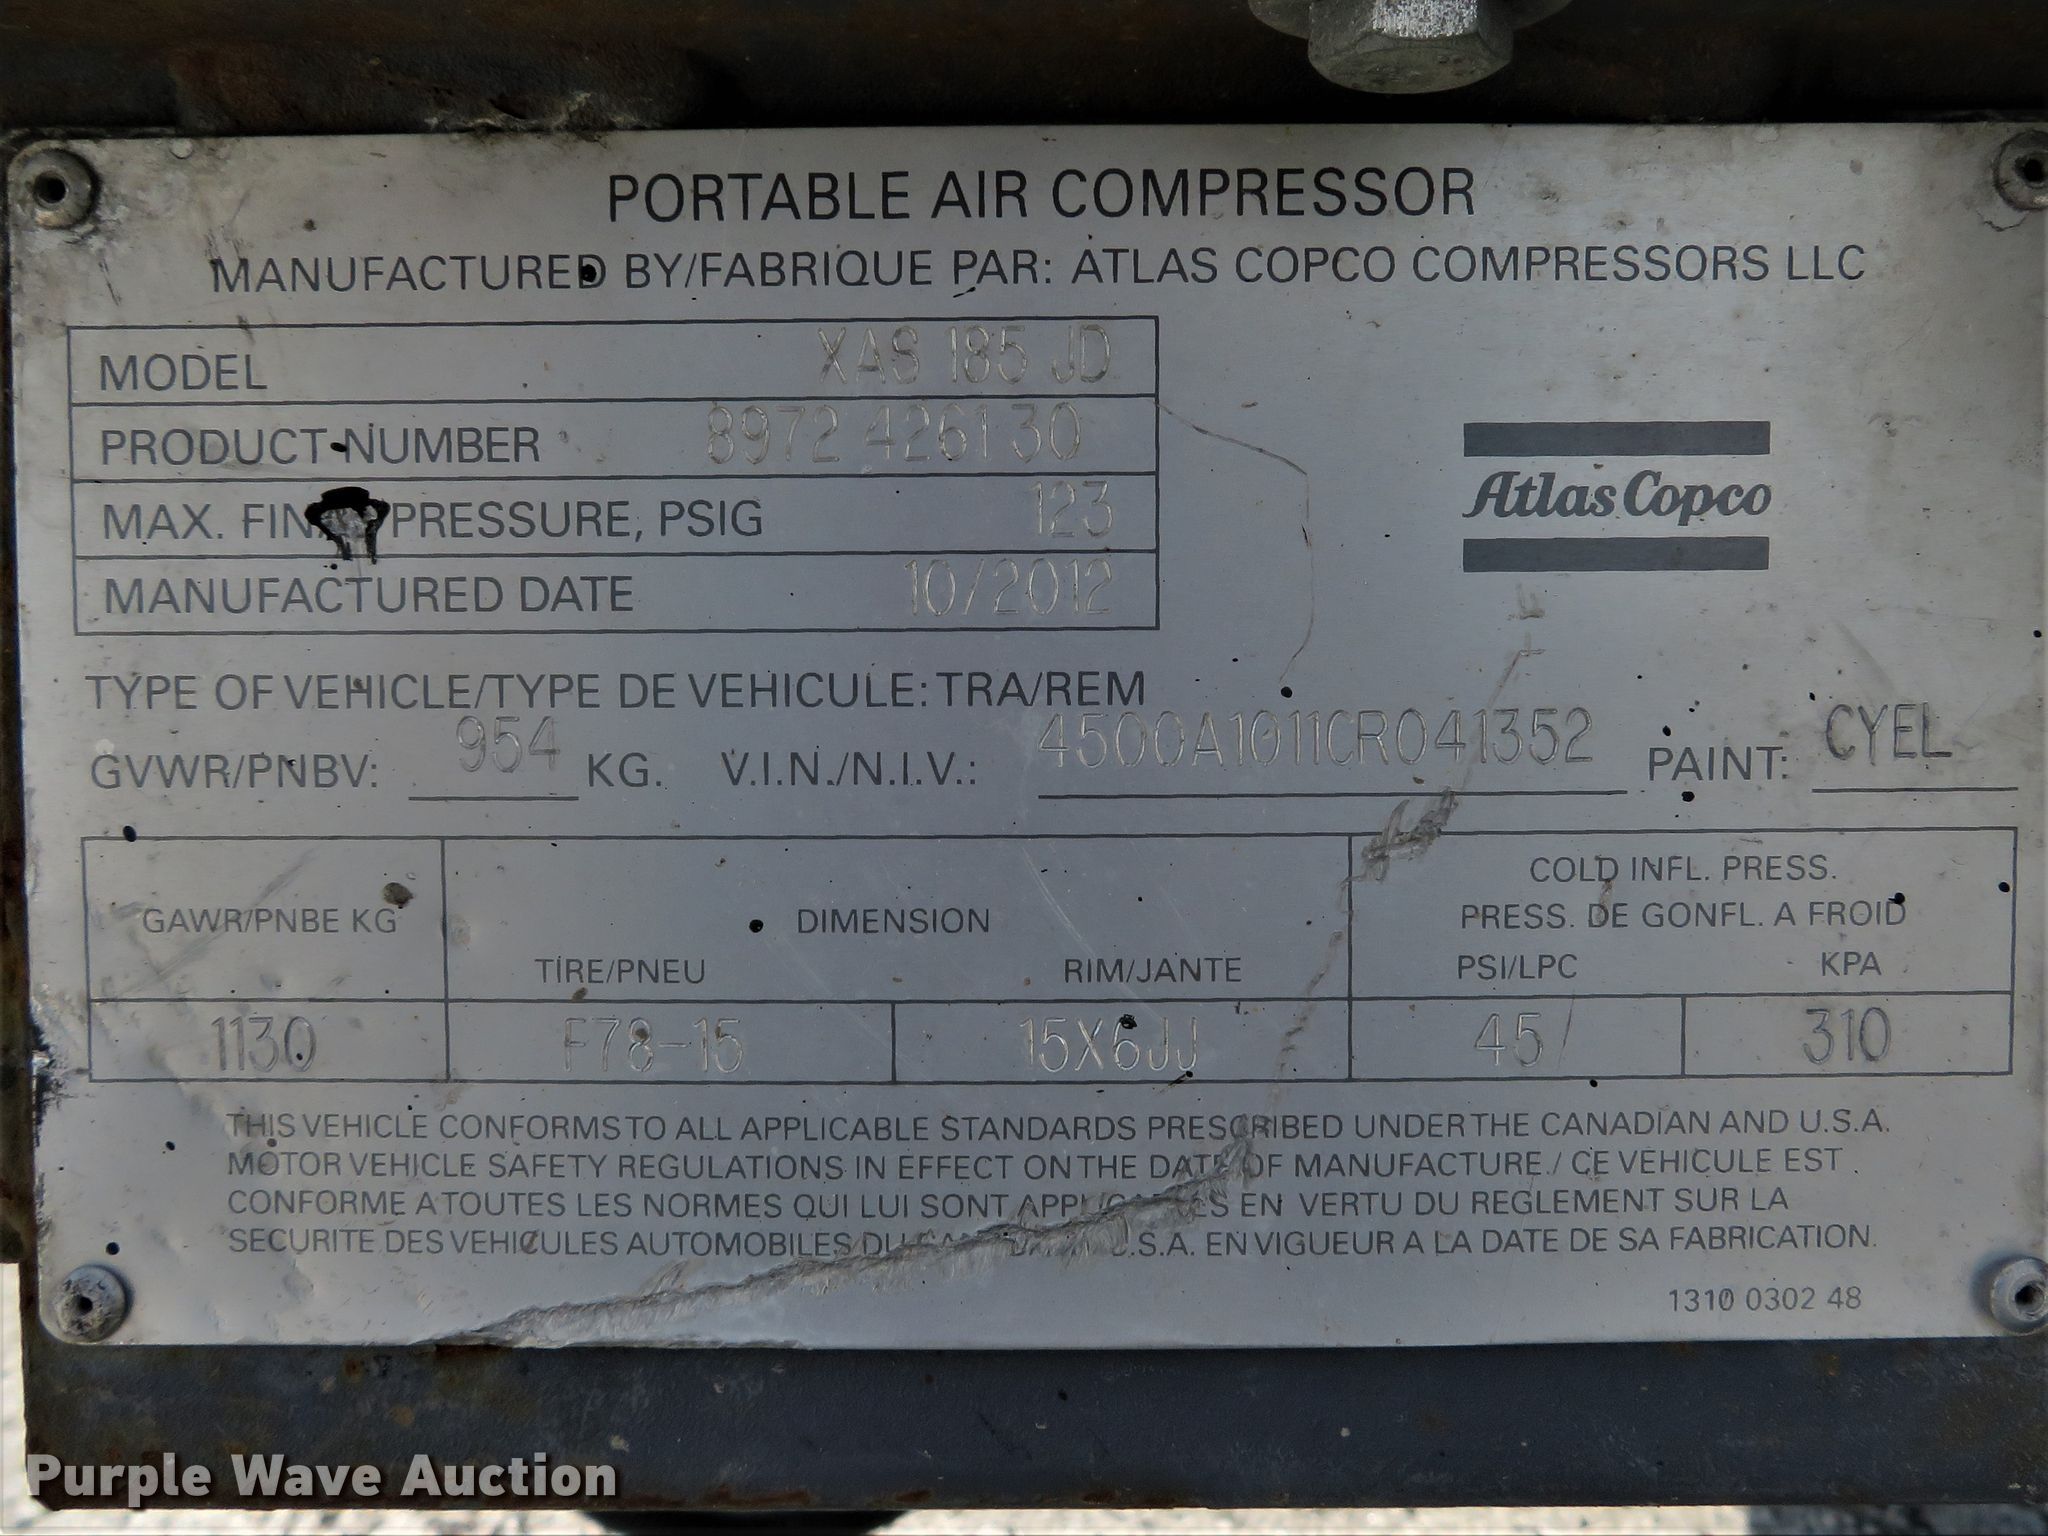 PORTABLE AIR COMPRESSOR
MANUFACTURED BY/FABRIQUE PAR: ATLAS COPCO COMPRESSORS LLC
MODEL XAS 185 JD
PRODUCT NUMBER 8972 4261 30
MAX. FINAL PRESSURE, PSIG 123
MANUFACTURED DATE 10/2012
Atlas Copco
TYPE OF VEHICLE/TYPE DE VEHICULE: TRA/REM
GVWR/PNBV: 954 KG. V.I.N./N.I.V.: 4500A1011CR041352 PAINT: CYEL
GAWR/PNBE KG
DIMENSION
TIRE/PNEU RIM/JANTE
COLD INFL. PRESS.
PRESS. DE GONFL. A FROID
PSI/LPC KPA
1130 F78-15 15X6JJ 45 310
THIS VEHICLE CONFORMS TO ALL APPLICABLE STANDARDS PRESCRIBED UNDER THE CANADIAN AND U.S.A.
MOTOR VEHICLE SAFETY REGULATIONS IN EFFECT ON THE DATE OF MANUFACTURE./ CE VEHICULE EST
CONFORME A TOUTES LES NORMES QUI LUI SONT APPLICABLES EN VERTU DU REGLEMENT SUR LA
SECURITE DES VEHICULES AUTOMOBILES DU U.S.A. EN VIGUEUR A LA DATE DE SA FABRICATION.
1310 0302 48
Purple Wave Auction